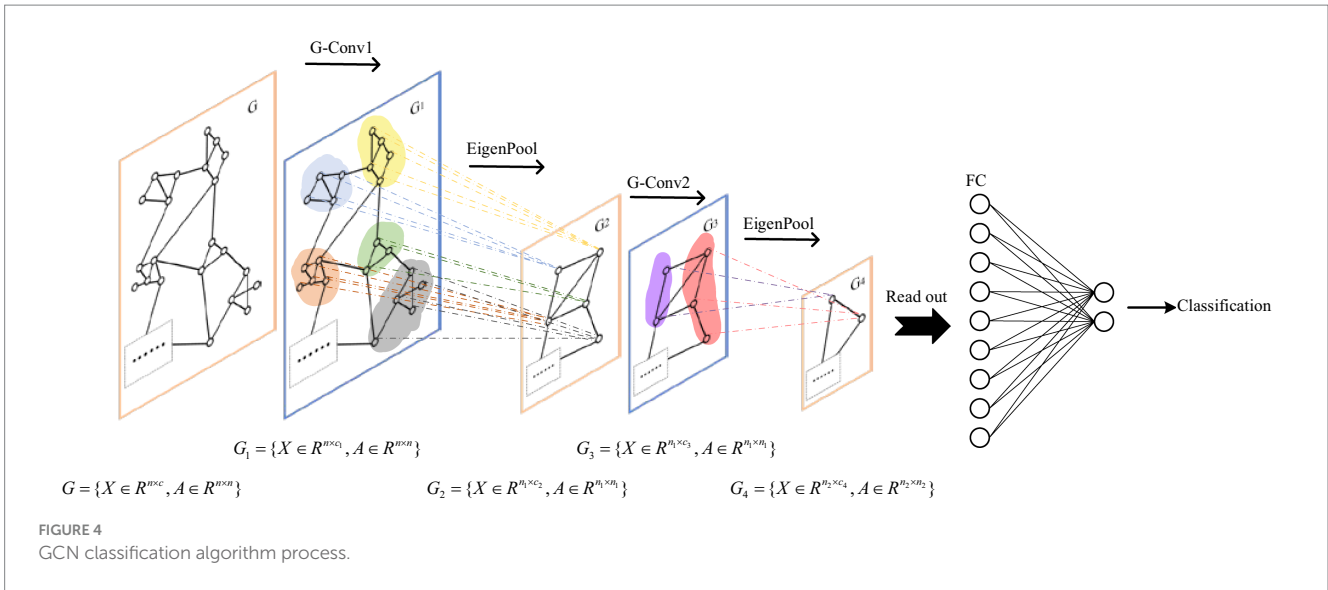 G-Conv1
G
G1
EigenPool
G-Conv2
G2
G3
EigenPool
G4
FC
Read out
Classification
......
......
......
......
......
G₁ = {X ∈ R^{n×c₁}, A ∈ R^{n×n}}
G₃ = {X ∈ R^{n₁×c₃}, A ∈ R^{n₁×n₁}}
G = {X ∈ R^{n×c}, A ∈ R^{n×n}}
G₂ = {X ∈ R^{n₁×c₂}, A ∈ R^{n₁×n₁}}
G₄ = {X ∈ R^{n₂×c₄}, A ∈ R^{n₂×n₂}}
FIGURE 4
GCN classification algorithm process.